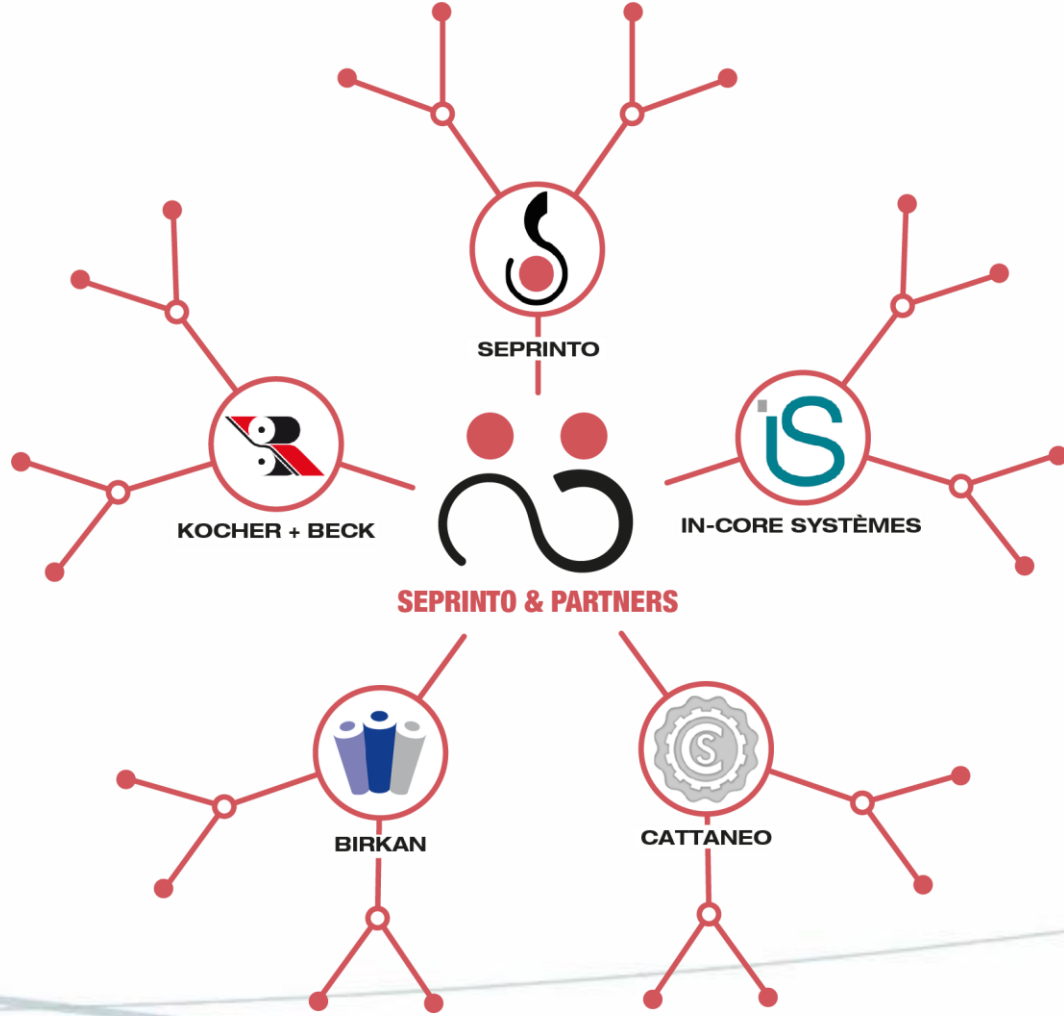 SEPRINTO
KOCHER + BECK
IN-CORE SYSTÈMES
SEPRINTO & PARTNERS
BIRKAN
CATTANEO